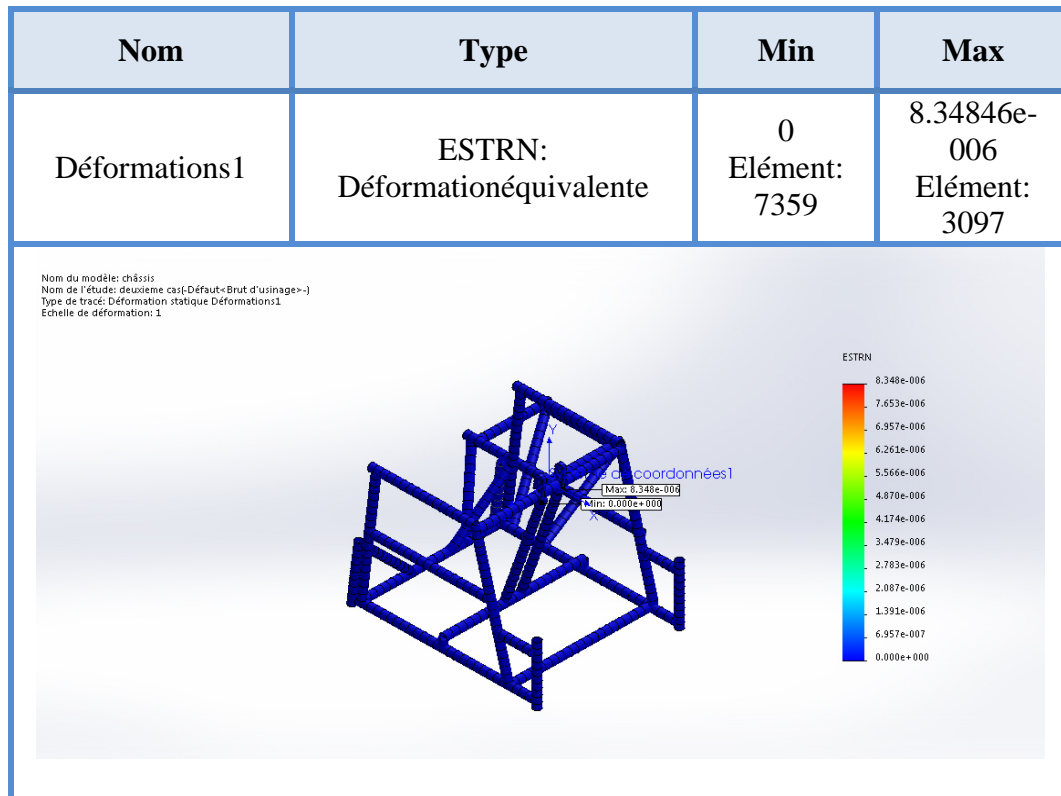 Nom Type Min Max
Déformations1
ESTRN:
Déformationéquivalente
0
Elément:
7359
8.34846e-
006
Elément:
3097
Nom du modèle: châssis
Nom de l'étude: deuxieme cas(-Défaut<Brut d'usinage>-)
Type de tracé: Déformation statique Déformations1
Echelle de déformation: 1
ESTRN
8.348e-006
7.653e-006
6.957e-006
6.261e-006
5.566e-006
4.870e-006
4.174e-006
3.479e-006
2.783e-006
2.087e-006
1.391e-006
6.957e-007
0.000e+000
Y
coordonnées1
Max: 8.348e-006
Min: 0.000e+000
X